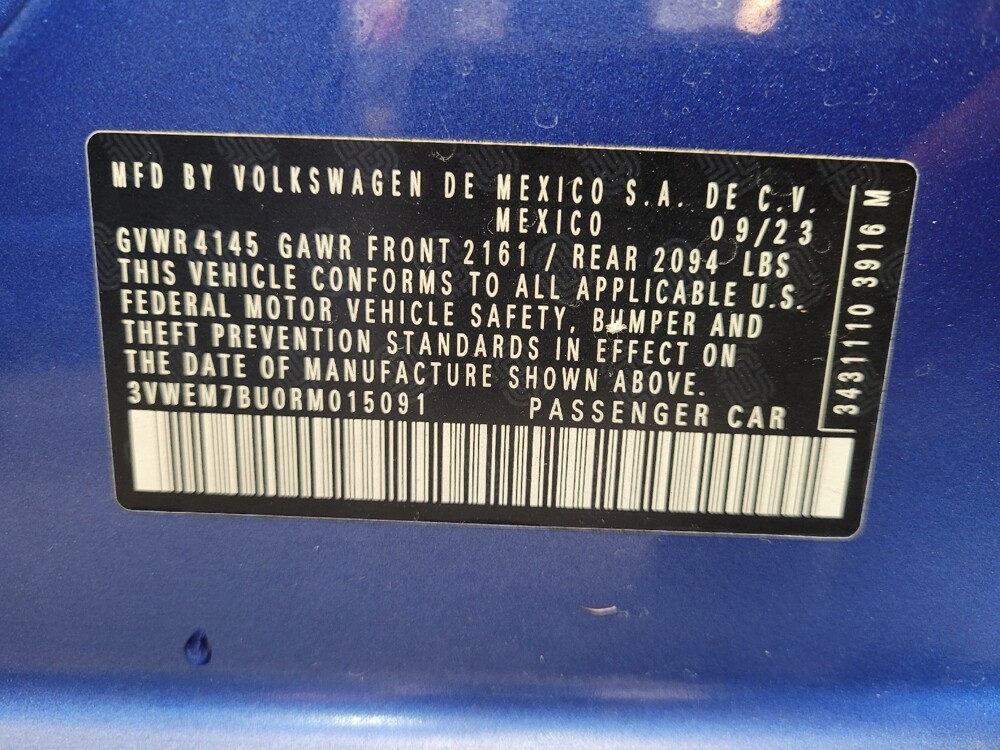 MFD BY VOLKSWAGEN DE MEXICO S.A. DE C.V.
MEXICO 09/23
GVWR 4145 GAWR FRONT 2161 / REAR 2094 LBS
THIS VEHICLE CONFORMS TO ALL APPLICABLE U.S.
FEDERAL MOTOR VEHICLE SAFETY, BUMPER AND
THEFT PREVENTION STANDARDS IN EFFECT ON
THE DATE OF MANUFACTURE SHOWN ABOVE.
3VWEM7BU0RM015091 PASSENGER CAR
3431110 3916 M